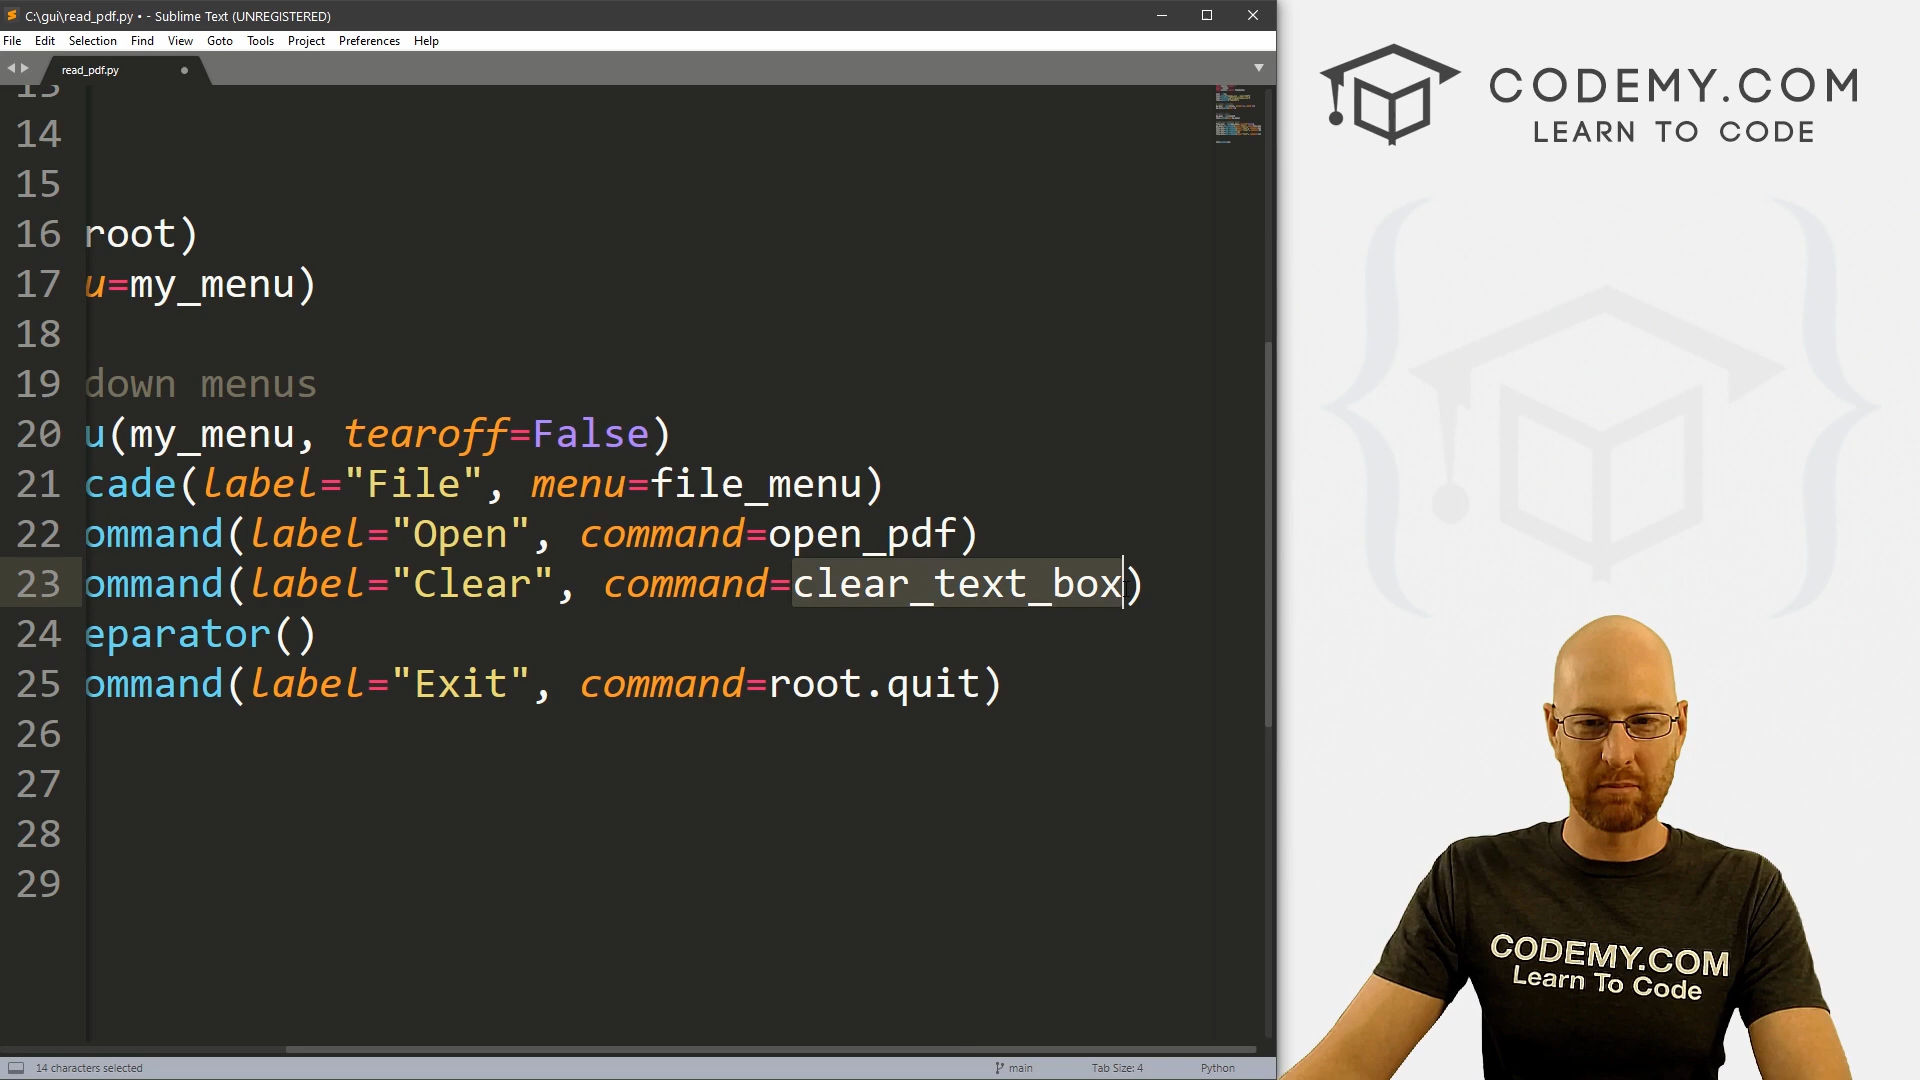 C:\gui\read_pdf.py • - Sublime Text (UNREGISTERED)
File Edit Selection Find View Goto Tools Project Preferences Help
read_pdf.py
13
14
15
16 root)
17 u=my_menu)
18
19 down menus
20 u(my_menu, tearoff=False)
21 cade(label="File", menu=file_menu)
22 ommand(label="Open", command=open_pdf)
23 ommand(label="Clear", command=clear_text_box)
24 eparator()
25 ommand(label="Exit", command=root.quit)
26
27
28
29
14 characters selected
main
Tab Size: 4
Python
CODEMY.COM
LEARN TO CODE
CODEMY.COM
Learn To Code